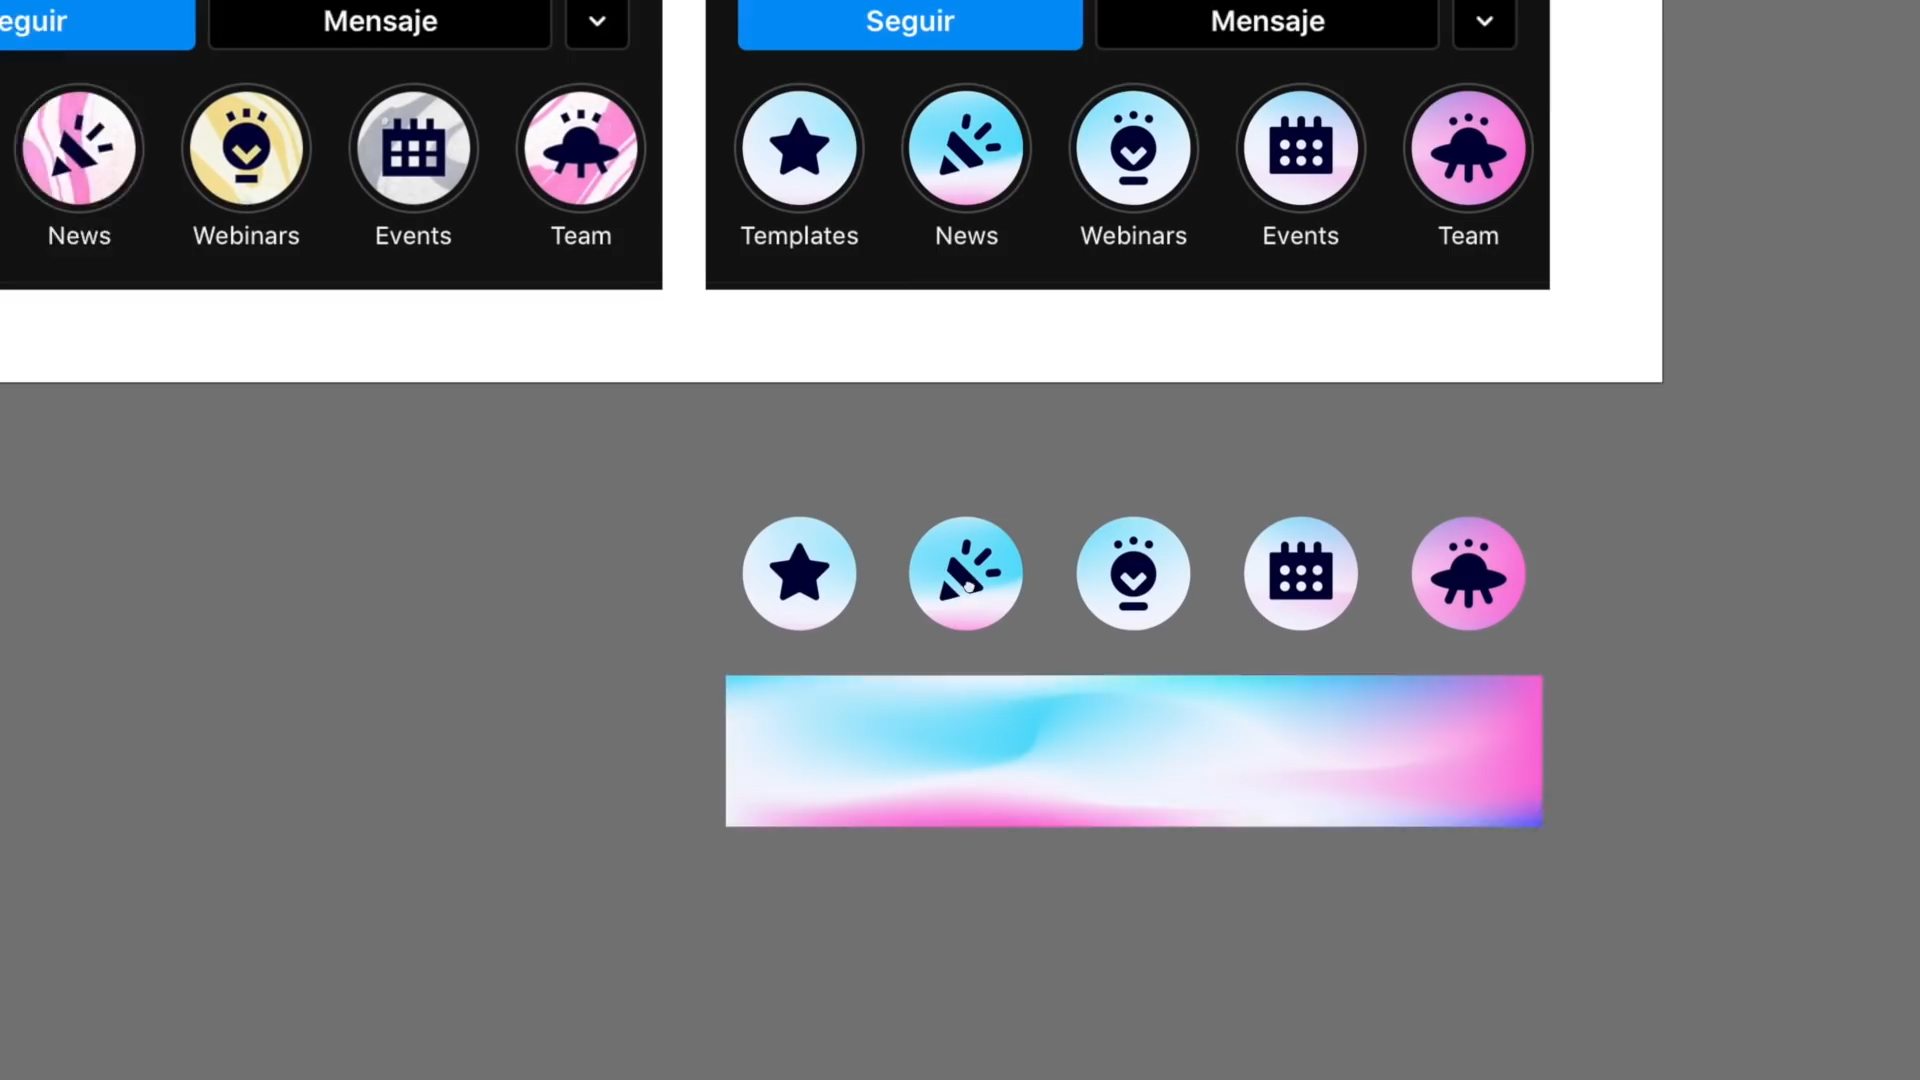 eguir Mensaje
News Webinars Events Team
Seguir Mensaje
Templates News Webinars Events Team